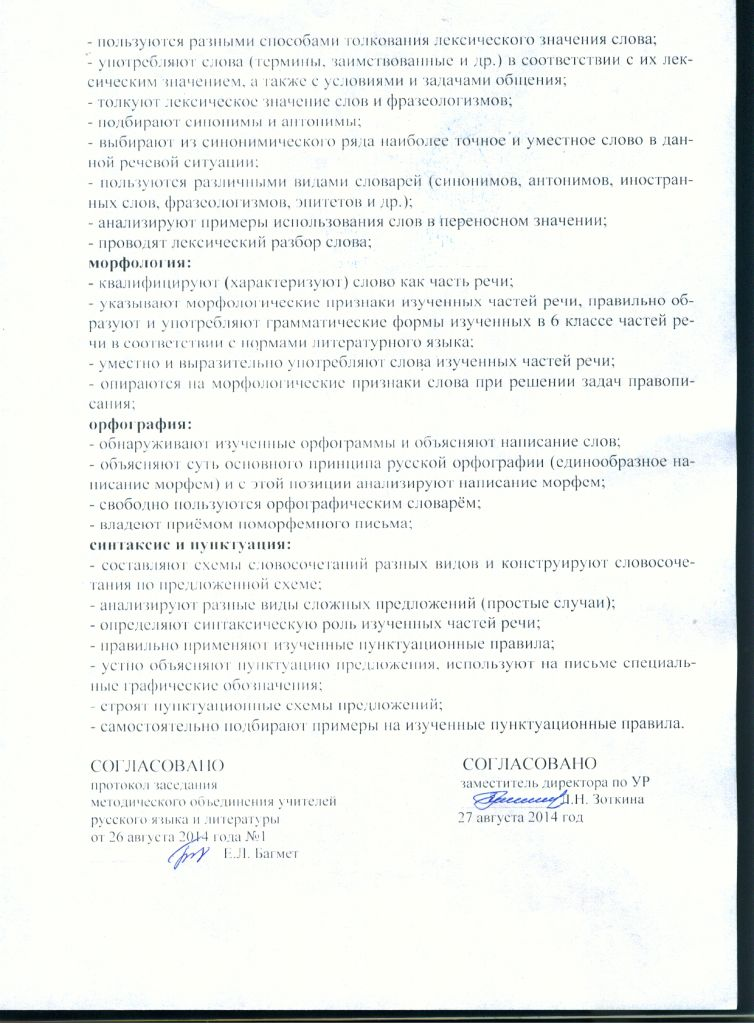 - пользуются разными способами толкования лексического значения слова;
- употребляют слова (термины, заимствованные и др.) в соответствии с их лек-
сическим значением, а также с условиями и задачами общения;
- толкуют лексическое значение слов и фразеологизмов;
- подбирают синонимы и антонимы;
- выбирают из синонимического ряда наиболее точное и уместное слово в дан-
ной речевой ситуации;
- пользуются различными видами словарей (синонимов, антонимов, иностран-
ных слов, фразеологизмов, эпитетов и др.);
- анализируют примеры использования слов в переносном значении;
- проводят лексический разбор слова;
морфология:
- квалифицируют (характеризуют) слово как часть речи;
- указывают морфологические признаки изученных частей речи, правильно об-
разуют и употребляют грамматические формы изученных в 6 классе частей ре-
чи в соответствии с нормами литературного языка;
- уместно и выразительно употребляют слова изученных частей речи;
- опираются на морфологические признаки слова при решении задач правопи-
сания;
орфография:
- обнаруживают изученные орфограммы и объясняют написание слов;
- объясняют суть основного принципа русской орфографии (единообразное на-
писание морфем) и с этой позиции анализируют написание морфем;
- свободно пользуются орфографическим словарём;
- владеют приёмом поморфемного письма;
синтаксис и пунктуация:
- составляют схемы словосочетаний разных видов и конструируют словосоче-
тания по предложенной схеме;
- анализируют разные виды сложных предложений (простые случаи);
- определяют синтаксическую роль изученных частей речи;
- правильно применяют изученные пунктуационные правила;
- устно объясняют пунктуацию предложения, используют на письме специаль-
ные графические обозначения;
- строят пунктуационные схемы предложений;
- самостоятельно подбирают примеры на изученные пунктуационные правила.
СОГЛАСОВАНО
протокол заседания
методического объединения учителей
русского языка и литературы
от 26 августа 2014 года №1
Е.Л. Багмет
СОГЛАСОВАНО
заместитель директора по УР
Л.Н. Зоткина
27 августа 2014 год